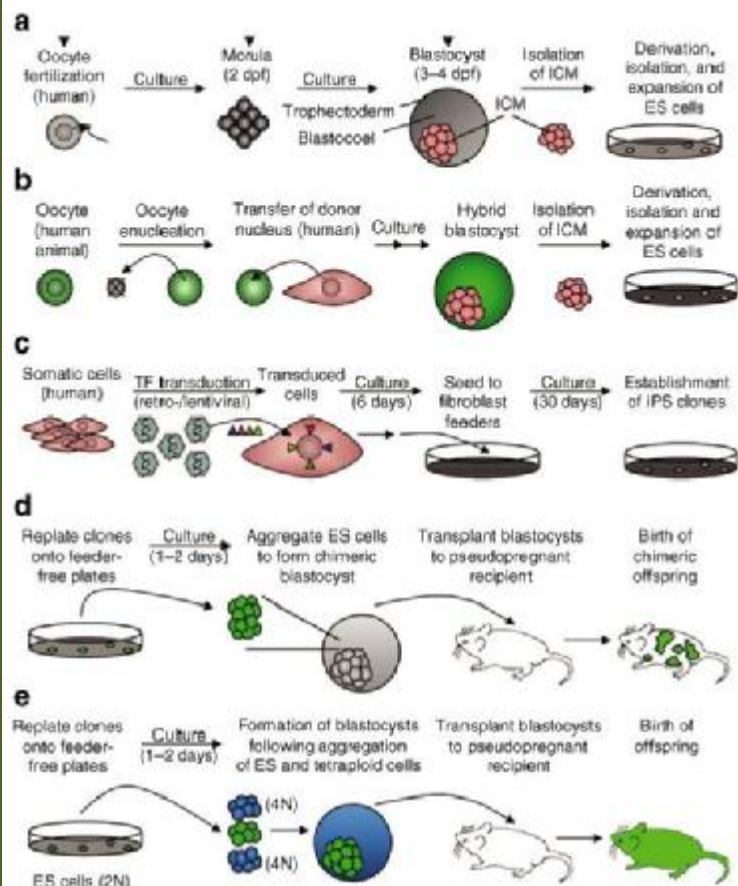 a
Oocyte
fertilization
(human)
Culture
Morula
(2 dpf)
Culture
Blastocyst
(3–4 dpf)
Isolation
of ICM
Derivation,
isolation, and
expansion of
ES cells
Trophectoderm
Blastocoel
ICM
b
Oocyte
(human
animal)
Oocyte
enucleation
Transfer of donor
nucleus (human)
Culture
Hybrid
blastocyst
Isolation
of ICM
Derivation,
isolation and
expansion of
ES cells
c
Somatic cells
(human)
TF transduction
(retro-/lentiviral)
Transduced
cells
Culture
(6 days)
Seed to
fibroblast
feeders
Culture
(30 days)
Establishment
of iPS clones
d
Replate clones
onto feeder-
free plates
Culture
(1–2 days)
Aggregate ES cells
to form chimeric
blastocyst
Transplant blastocysts
to pseudopregnant
recipient
Birth of
chimeric
offspring
e
Replate clones
onto feeder-
free plates
Culture
(1–2 days)
Formation of blastocysts
following aggregation
of ES and tetraploid cells
Transplant blastocysts
to pseudopregnant
recipient
Birth of
offspring
(4N)
(4N)
ES cells (2N)